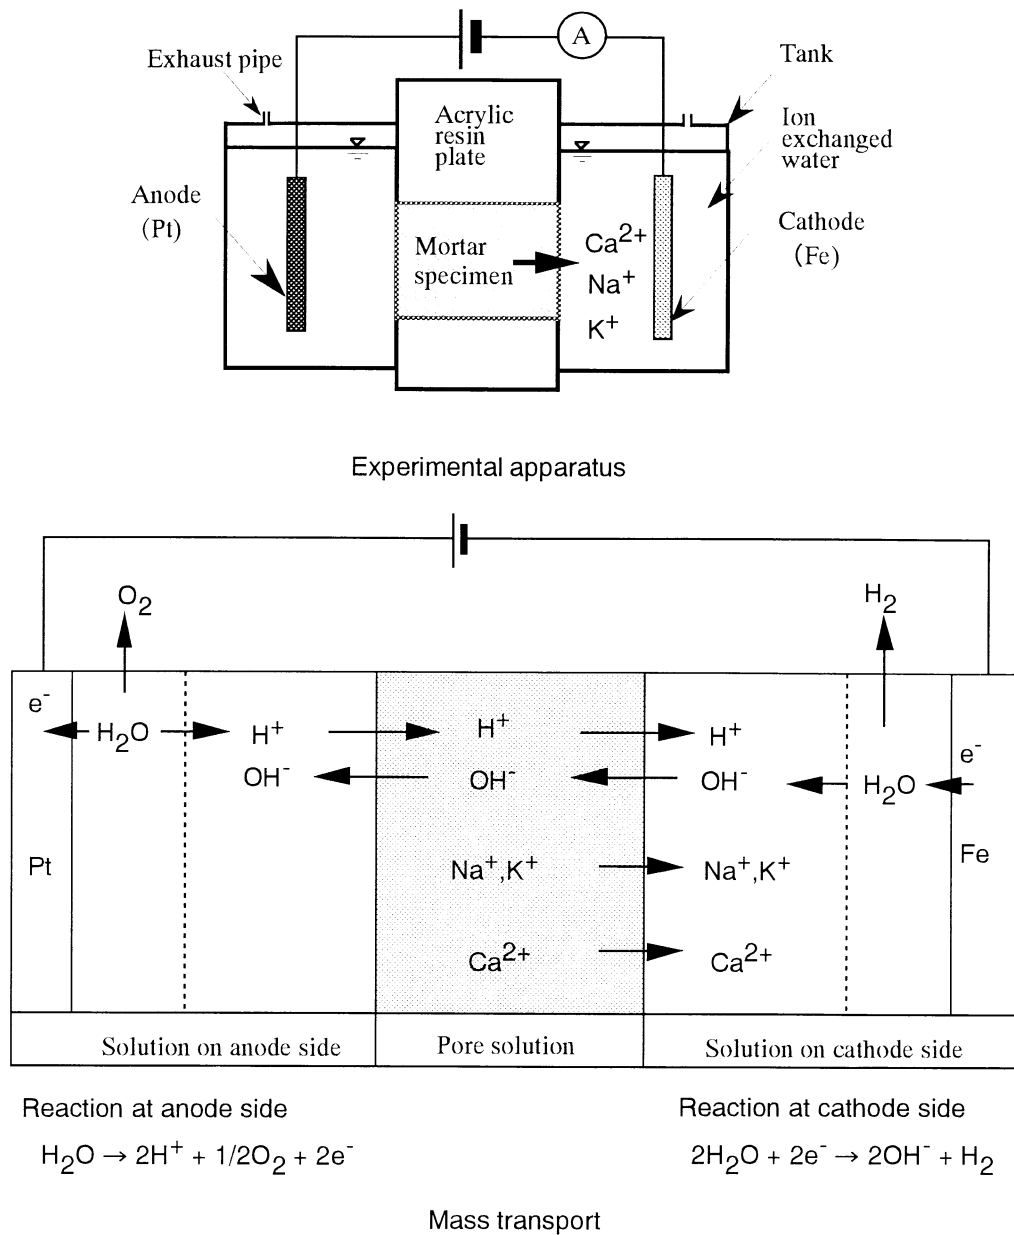 A
Exhaust pipe
Tank
Acrylic
resin
plate
Ion
exchanged
water
Anode
(Pt)
Cathode
(Fe)
Mortar
specimen
Ca²⁺
Na⁺
K⁺
Experimental apparatus
O₂
H₂
e⁻
H₂O
H⁺
H⁺
H⁺
e⁻
OH⁻
OH⁻
OH⁻
H₂O
Pt
Na⁺,K⁺
Na⁺,K⁺
Fe
Ca²⁺
Ca²⁺
Solution on anode side
Pore solution
Solution on cathode side
Reaction at anode side
H₂O → 2H⁺ + 1/2O₂ + 2e⁻
Reaction at cathode side
2H₂O + 2e⁻ → 2OH⁻ + H₂
Mass transport